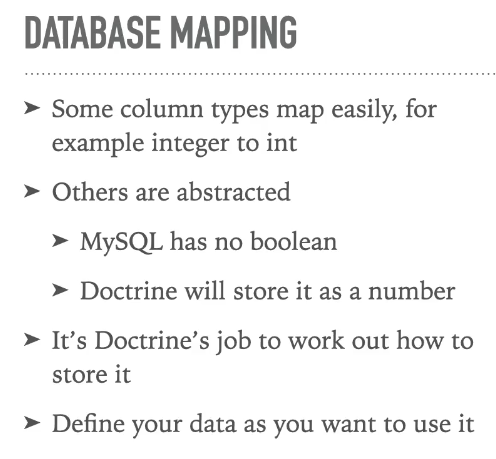 DATABASE MAPPING
➤ Some column types map easily, for
example integer to int
➤ Others are abstracted
➤ MySQL has no boolean
➤ Doctrine will store it as a number
➤ It’s Doctrine’s job to work out how to
store it
➤ Define your data as you want to use it